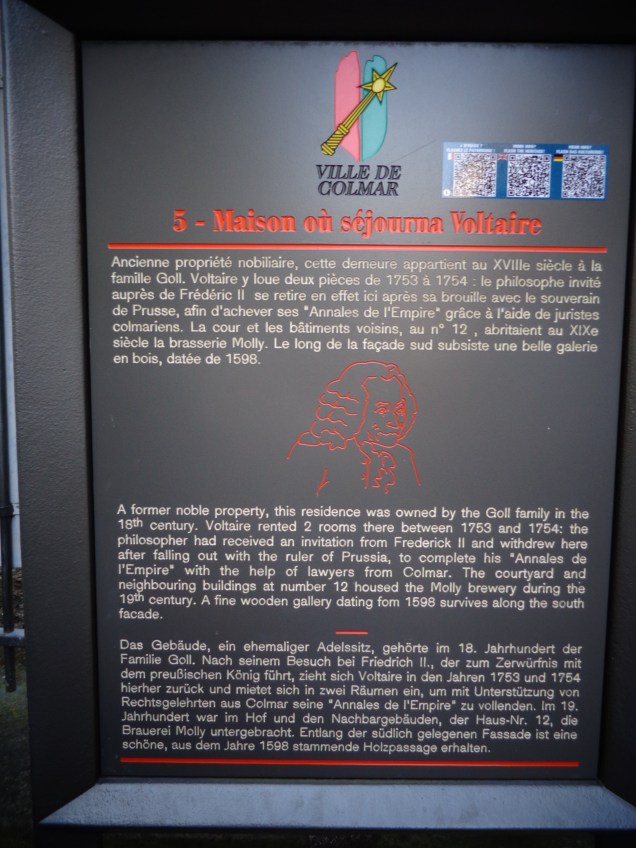 VILLE DE
COLMAR
5 - Maison où séjourna Voltaire
Ancienne propriété nobiliaire, cette demeure appartient au XVIIIe siècle à la
famille Goll. Voltaire y loue deux pièces de 1753 à 1754 : le philosophe invité
auprès de Frédéric II se retire en effet ici après sa brouille avec le souverain
de Prusse, afin d'achever ses "Annales de l'Empire" grâce à l'aide de juristes
colmariens. La cour et les bâtiments voisins, au n° 12 , abritaient au XIXe
siècle la brasserie Molly. Le long de la façade sud subsiste une belle galerie
en bois, datée de 1598.
A former noble property, this residence was owned by the Goll family in the
18th century. Voltaire rented 2 rooms there between 1753 and 1754: the
philosopher had received an invitation from Frederick II and withdrew here
after falling out with the ruler of Prussia, to complete his "Annales de
l'Empire" with the help of lawyers from Colmar. The courtyard and
neighbouring buildings at number 12 housed the Molly brewery during the
19th century. A fine wooden gallery dating fom 1598 survives along the south
facade.
Das Gebäude, ein ehemaliger Adelssitz, gehörte im 18. Jahrhundert der
Familie Goll. Nach seinem Besuch bei Friedrich II., der zum Zerwürfnis mit
dem preußischen König führt, zieht sich Voltaire in den Jahren 1753 und 1754
hierher zurück und mietet sich in zwei Räumen ein, um mit Unterstützung von
Rechtsgelehrten aus Colmar seine "Annales de l'Empire" zu vollenden. Im 19.
Jahrhundert war im Hof und den Nachbargebäuden, der Haus-Nr. 12, die
Brauerei Molly untergebracht. Entlang der südlich gelegenen Fassade ist eine
schöne, aus dem Jahre 1598 stammende Holzpassage erhalten.